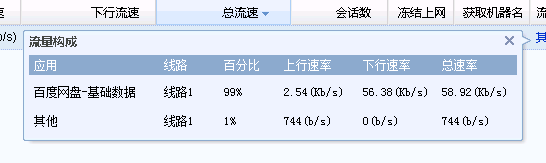 速 下行流速 总流速 会话数 冻结上网 获取机器名 流
b/s) 其
流量构成
应用 线路 百分比 上行速率 下行速率 总速率
百度网盘-基础数据 线路1 99% 2.54(Kb/s) 56.38(Kb/s) 58.92(Kb/s)
其他 线路1 1% 744(b/s) 0(b/s) 744(b/s)